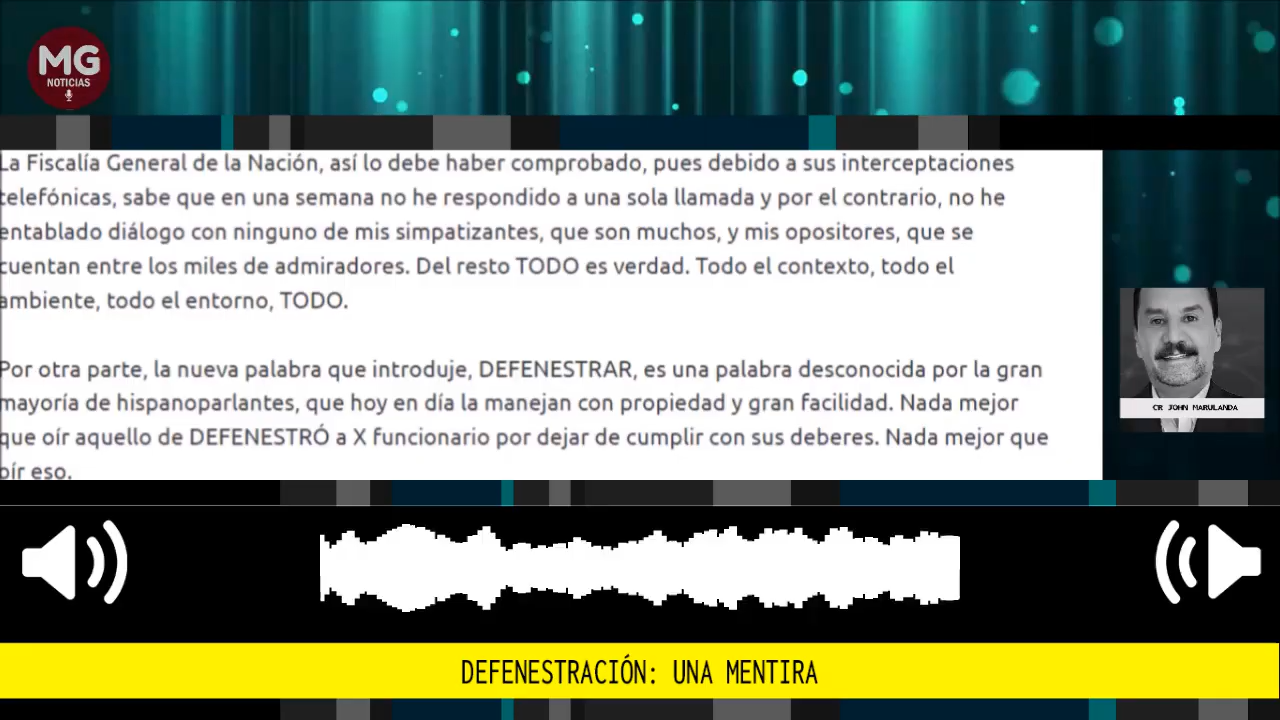 MG
NOTICIAS
La Fiscalía General de la Nación, así lo debe haber comprobado, pues debido a sus interceptaciones
telefónicas, sabe que en una semana no he respondido a una sola llamada y por el contrario, no he
entablado diálogo con ninguno de mis simpatizantes, que son muchos, y mis opositores, que se
cuentan entre los miles de admiradores. Del resto TODO es verdad. Todo el contexto, todo el
ambiente, todo el entorno, TODO.
Por otra parte, la nueva palabra que introduje, DEFENESTRAR, es una palabra desconocida por la gran
mayoría de hispanoparlantes, que hoy en día la manejan con propiedad y gran facilidad. Nada mejor
que oír aquello de DEFENESTRÓ a X funcionario por dejar de cumplir con sus deberes. Nada mejor que
oír eso.
CR JOHN MARULANDA
DEFENESTRACIÓN: UNA MENTIRA